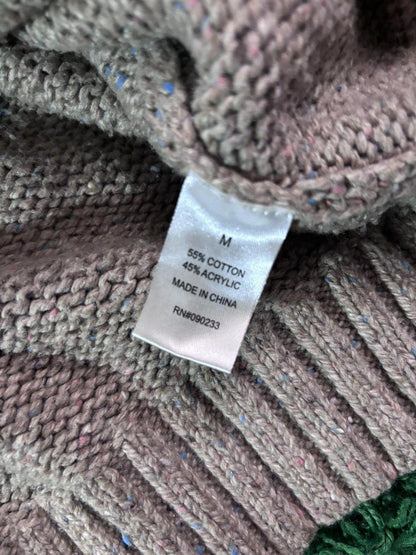 M
55% COTTON
45% ACRYLIC
MADE IN CHINA
RN#090233